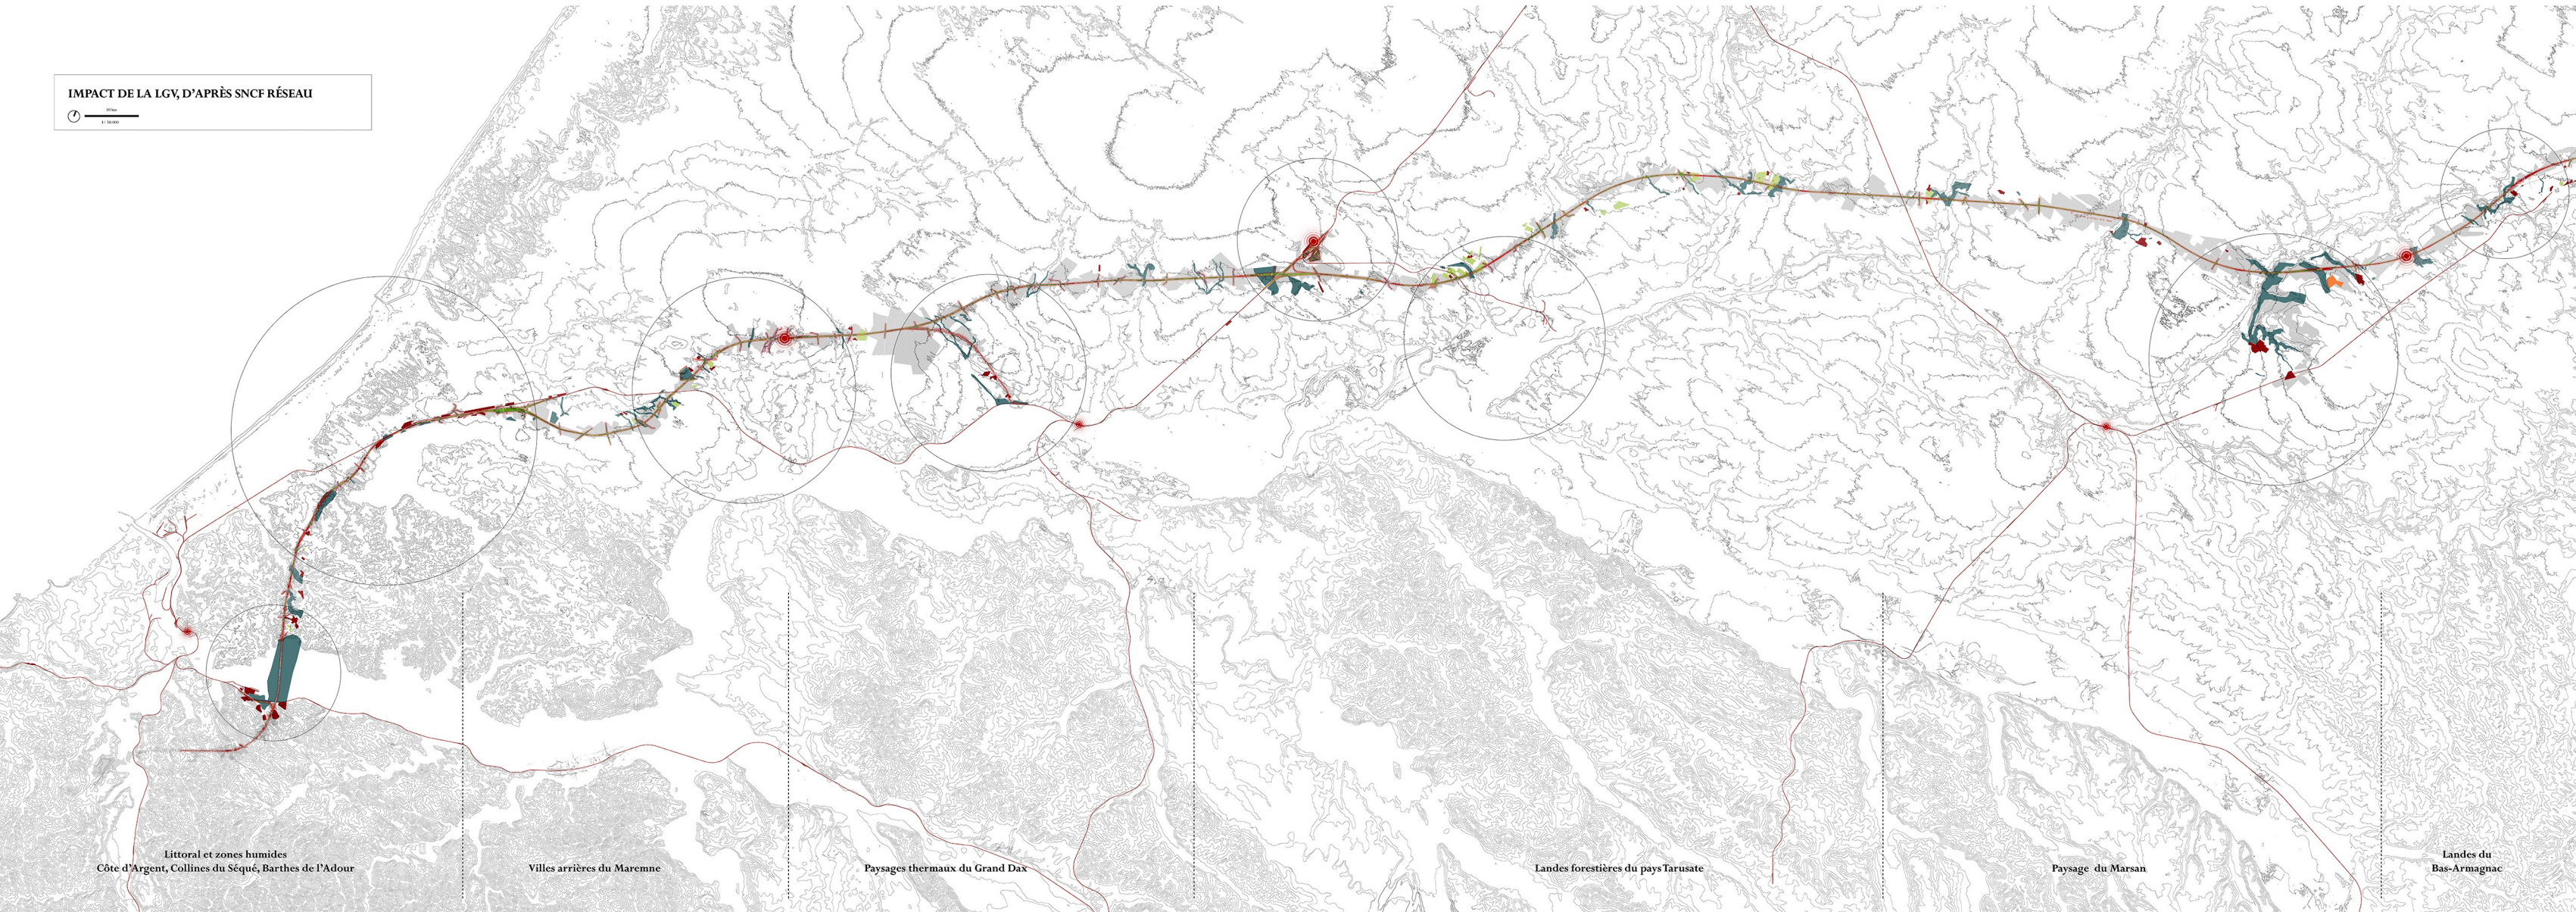 IMPACT DE LA LGV, D'APRÈS SNCF RÉSEAU
10 km
Littoral et zones humides
Côte d'Argent, Collines du Séqué, Barthes de l'Adour
Villes arrières du Maremne
Paysages thermaux du Grand Dax
Landes forestières du pays Tarusate
Paysage du Marsan
Landes du
Bas-Armagnac